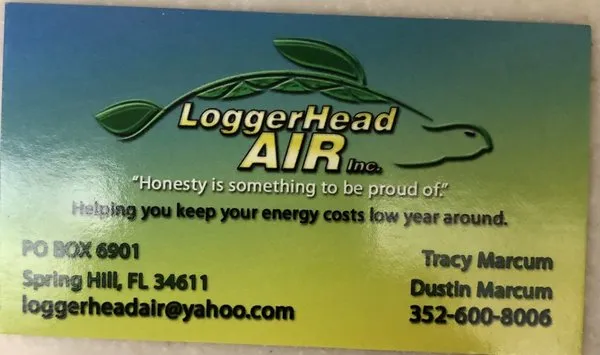 LoggerHead
AIR Inc.
"Honesty is something to be proud of."
Helping you keep your energy costs low year around.
PO BOX 6901
Spring Hill, FL 34611
loggerheadair@yahoo.com
Tracy Marcum
Dustin Marcum
352-600-8006